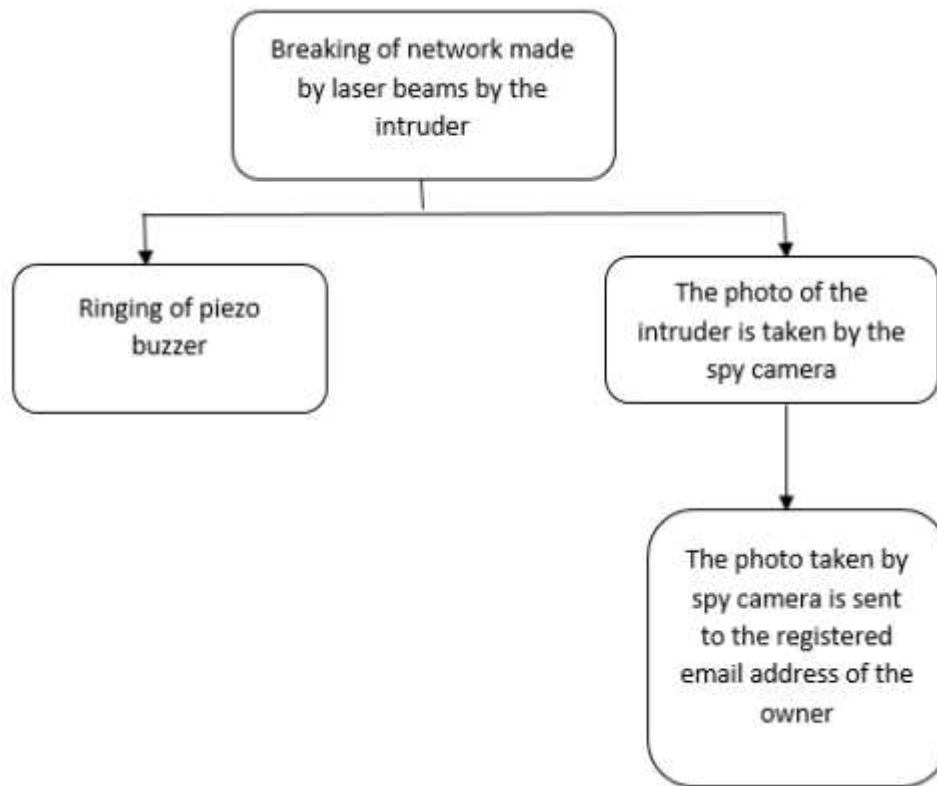 Breaking of network made
by laser beams by the
intruder
Ringing of piezo
buzzer
The photo of the
intruder is taken by the
spy camera
The photo taken by
spy camera is sent
to the registered
email address of the
owner